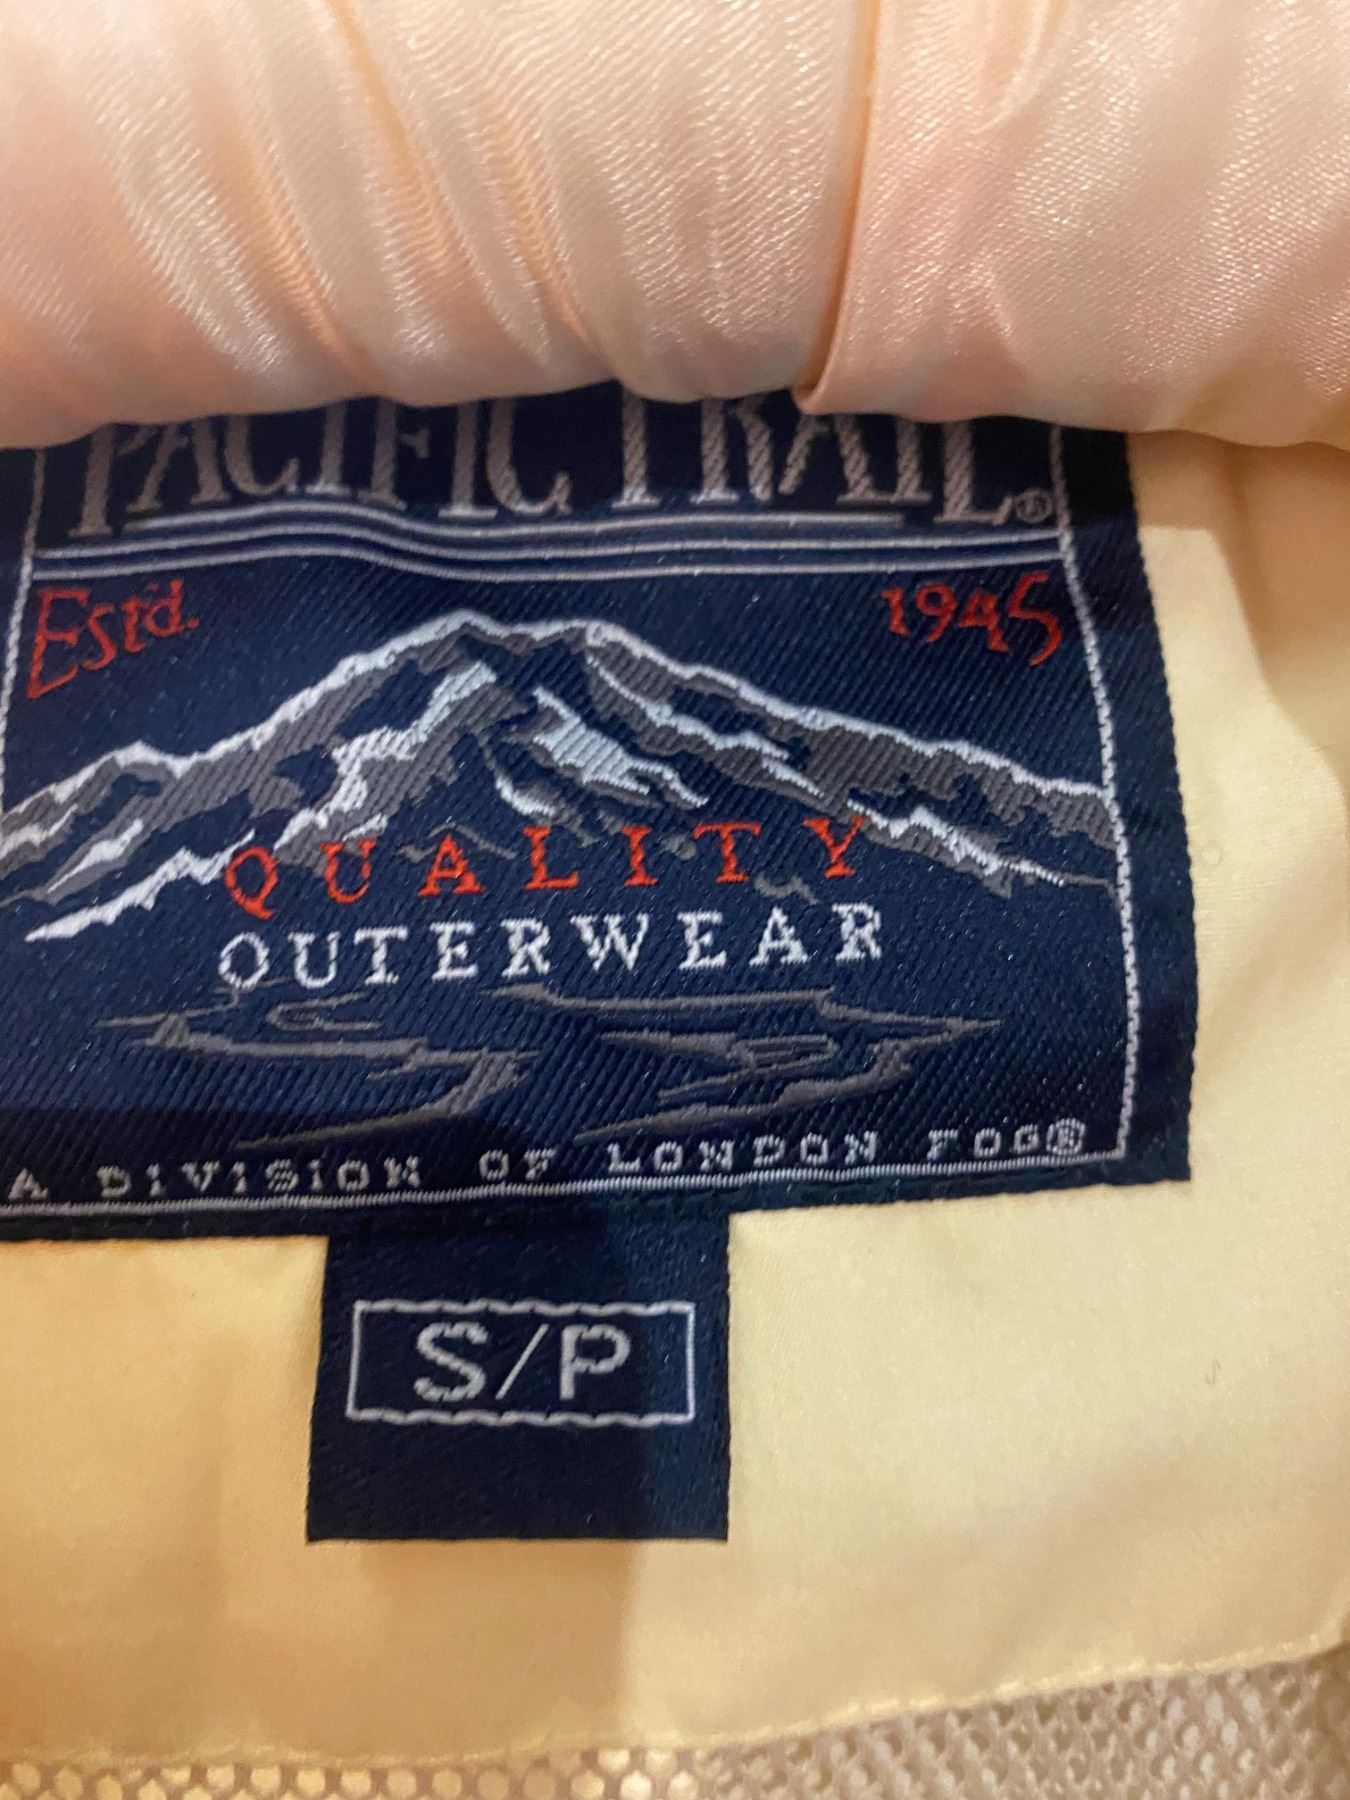 PACIFIC TRAIL®
Estd. 1945
QUALITY
OUTERWEAR
A DIVISION OF LONDON FOG®
S/P